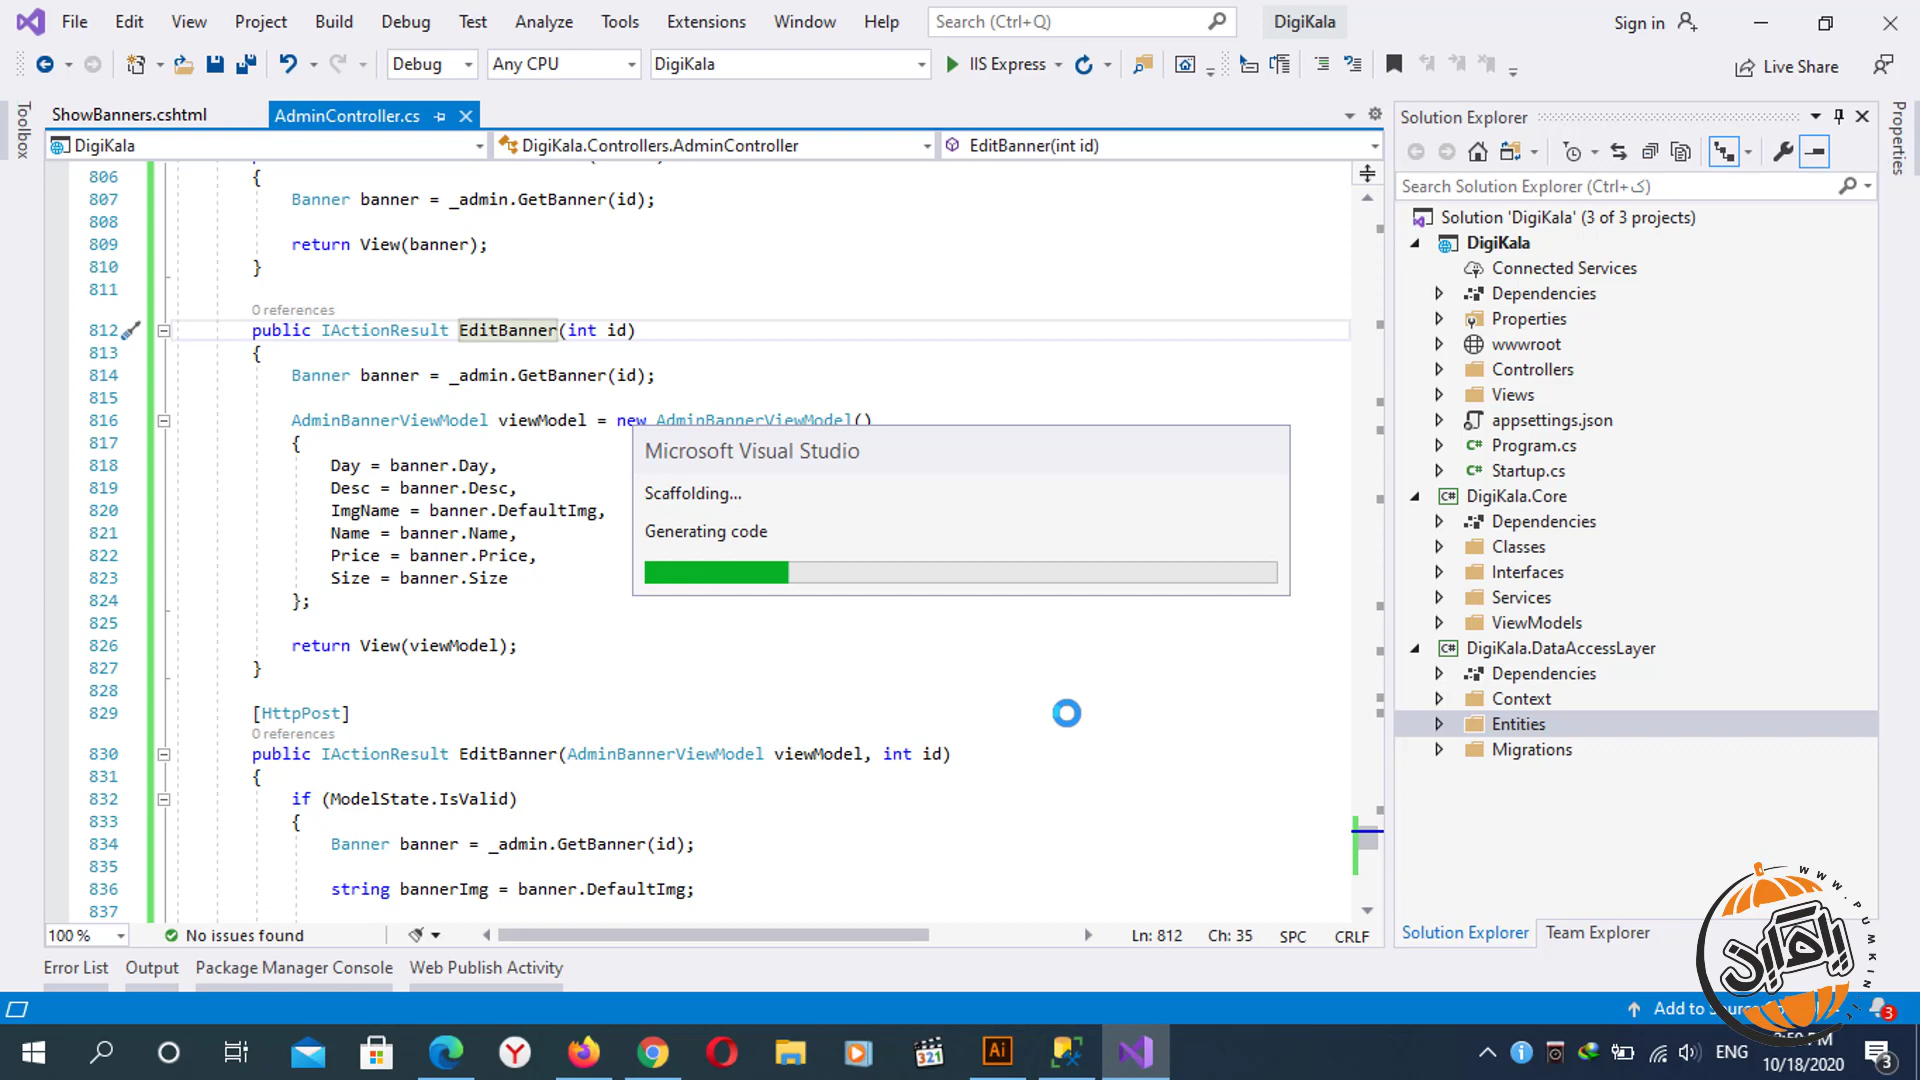 File Edit View Project Build Debug Test Analyze Tools Extensions Window Help Search (Ctrl+Q) DigiKala Sign in
Debug Any CPU DigiKala IIS Express Live Share
Toolbox
ShowBanners.cshtml AdminController.cs
DigiKala DigiKala.Controllers.AdminController EditBanner(int id)
806 {
807 Banner banner = _admin.GetBanner(id);
808
809 return View(banner);
810 }
811
0 references
812 public IActionResult EditBanner(int id)
813 {
814 Banner banner = _admin.GetBanner(id);
815
816 AdminBannerViewModel viewModel = new AdminBannerViewModel()
817 {
818 Day = banner.Day,
819 Desc = banner.Desc,
820 ImgName = banner.DefaultImg,
821 Name = banner.Name,
822 Price = banner.Price,
823 Size = banner.Size
824 };
825
826 return View(viewModel);
827 }
828
829 [HttpPost]
0 references
830 public IActionResult EditBanner(AdminBannerViewModel viewModel, int id)
831 {
832 if (ModelState.IsValid)
833 {
834 Banner banner = _admin.GetBanner(id);
835
836 string bannerImg = banner.DefaultImg;
837
Microsoft Visual Studio
Scaffolding...
Generating code
100 % No issues found Ln: 812 Ch: 35 SPC CRLF
Error List Output Package Manager Console Web Publish Activity
Solution Explorer
Search Solution Explorer (Ctrl+ک)
Solution 'DigiKala' (3 of 3 projects)
DigiKala
Connected Services
Dependencies
Properties
wwwroot
Controllers
Views
appsettings.json
Program.cs
Startup.cs
DigiKala.Core
Dependencies
Classes
Interfaces
Services
ViewModels
DigiKala.DataAccessLayer
Dependencies
Context
Entities
Migrations
Solution Explorer Team Explorer
Properties
3
321
Ai
ENG
10/18/2020
3